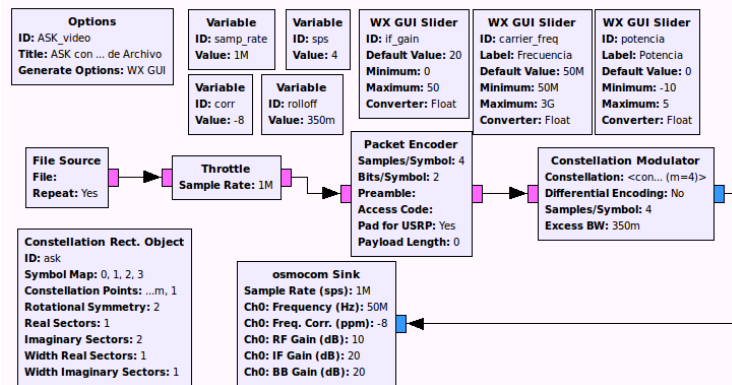 Options
ID: ASK_video
Title: ASK con ... de Archivo
Generate Options: WX GUI
Variable
ID: samp_rate
Value: 1M
Variable
ID: sps
Value: 4
Variable
ID: corr
Value: -8
Variable
ID: rolloff
Value: 350m
WX GUI Slider
ID: if_gain
Default Value: 20
Minimum: 0
Maximum: 50
Converter: Float
WX GUI Slider
ID: carrier_freq
Label: Frecuencia
Default Value: 50M
Minimum: 50M
Maximum: 3G
Converter: Float
WX GUI Slider
ID: potencia
Label: Potencia
Default Value: 0
Minimum: -10
Maximum: 5
Converter: Float
File Source
File:
Repeat: Yes
Throttle
Sample Rate: 1M
Packet Encoder
Samples/Symbol: 4
Bits/Symbol: 2
Preamble:
Access Code:
Pad for USRP: Yes
Payload Length: 0
Constellation Modulator
Constellation: <con... (m=4)>
Differential Encoding: No
Samples/Symbol: 4
Excess BW: 350m
Constellation Rect. Object
ID: ask
Symbol Map: 0, 1, 2, 3
Constellation Points: ...m, 1
Rotational Symmetry: 2
Real Sectors: 1
Imaginary Sectors: 2
Width Real Sectors: 1
Width Imaginary Sectors: 1
osmocom Sink
Sample Rate (sps): 1M
Ch0: Frequency (Hz): 50M
Ch0: Freq. Corr. (ppm): -8
Ch0: RF Gain (dB): 10
Ch0: IF Gain (dB): 20
Ch0: BB Gain (dB): 20